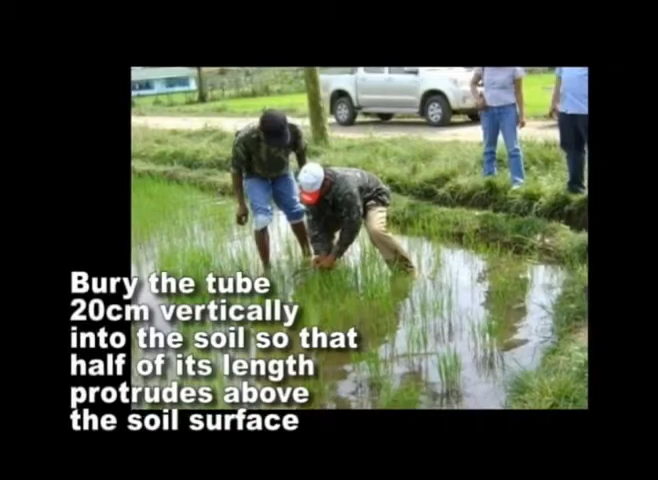 Bury the tube
20cm vertically
into the soil so that
half of its length
protrudes above
the soil surface